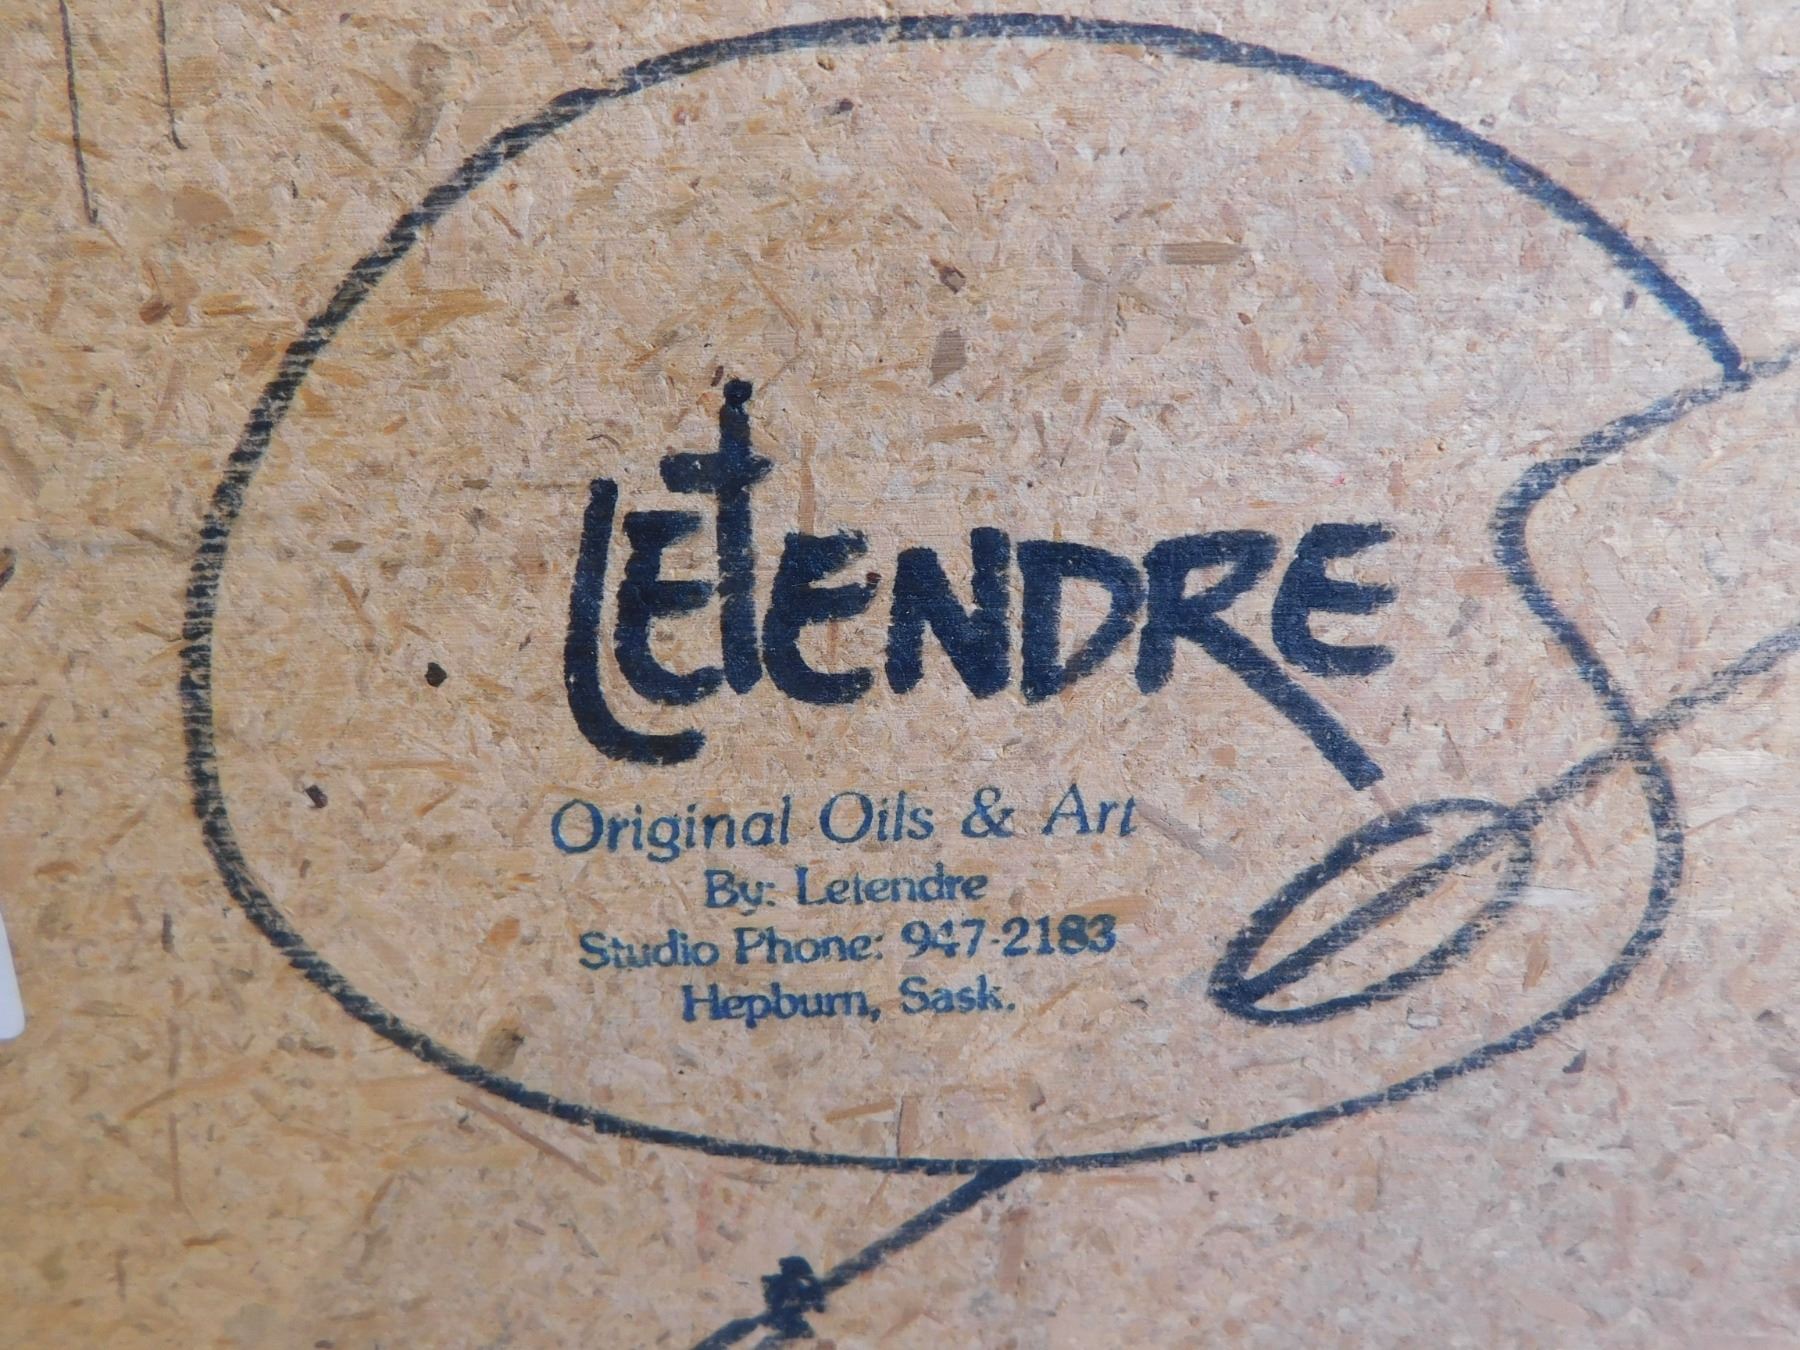 LETENDRE
Original Oils & Art
By: Letendre
Studio Phone: 947-2183
Hepburn, Sask.